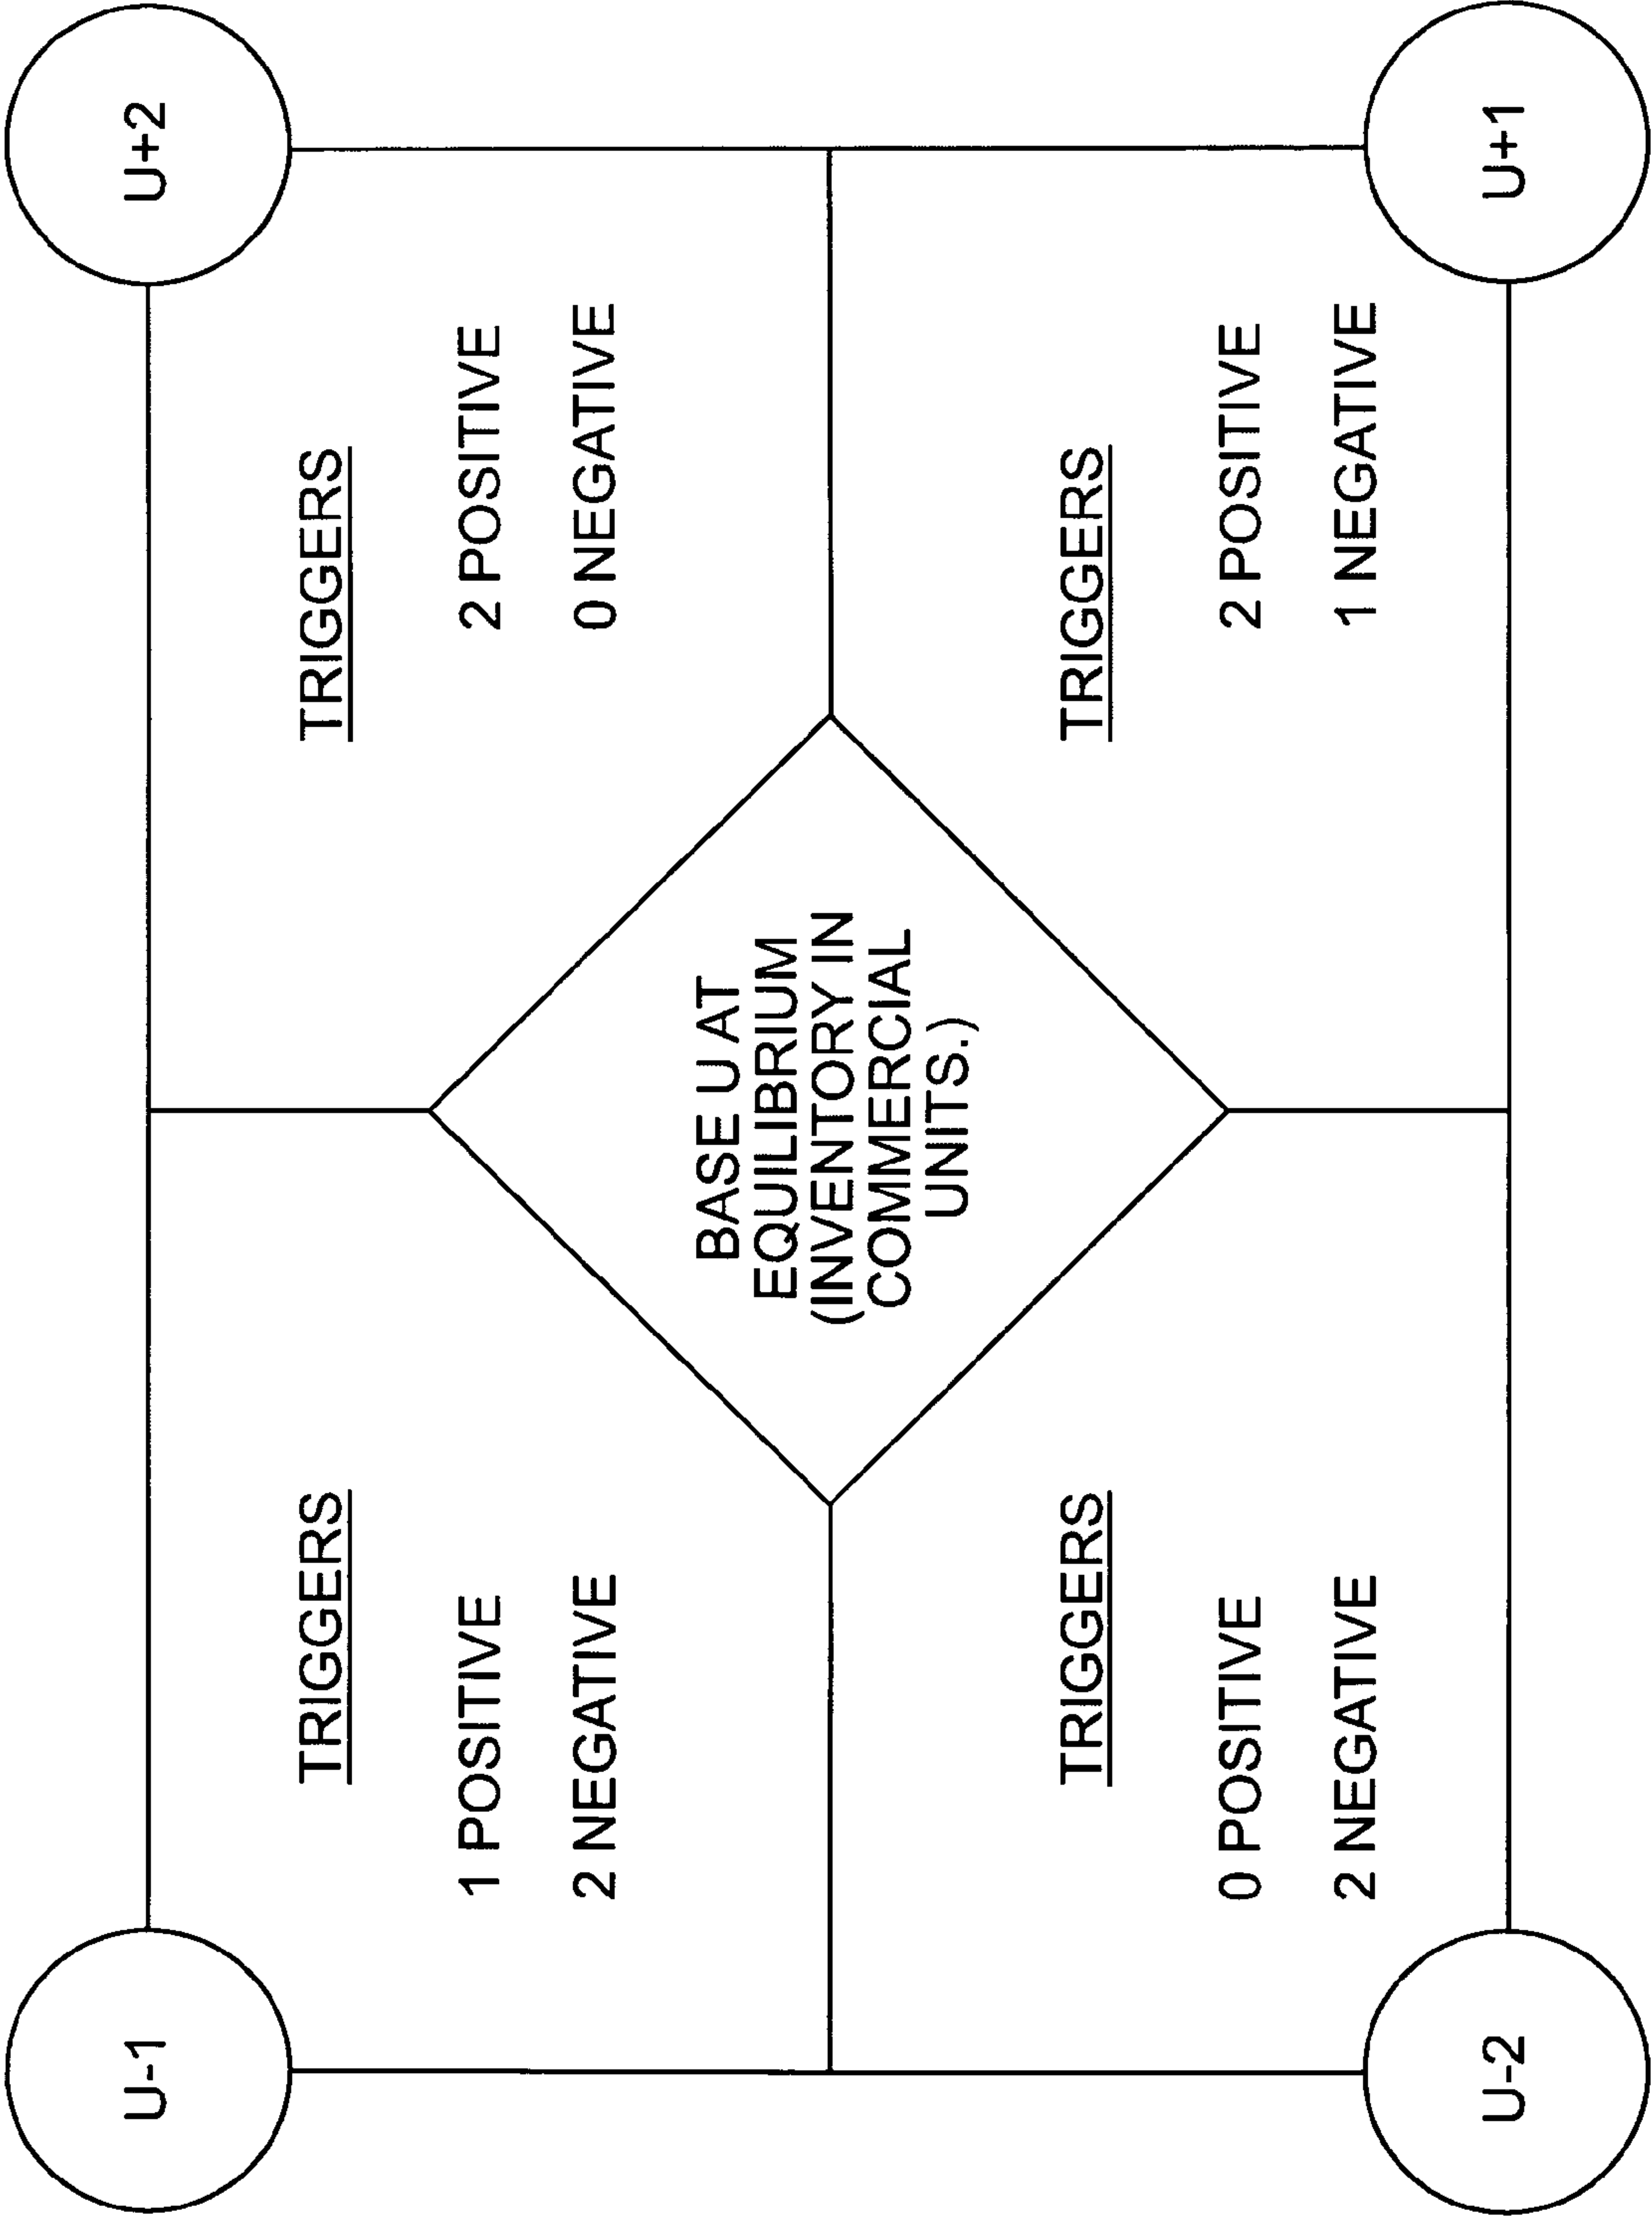 U-1
U+2
TRIGGERS
1 POSITIVE
2 NEGATIVE
TRIGGERS
2 POSITIVE
0 NEGATIVE
BASE U AT
EQUILIBRIUM
(INVENTORY IN
COMMERCIAL
UNITS.)
TRIGGERS
0 POSITIVE
2 NEGATIVE
TRIGGERS
2 POSITIVE
1 NEGATIVE
U-2
U+1